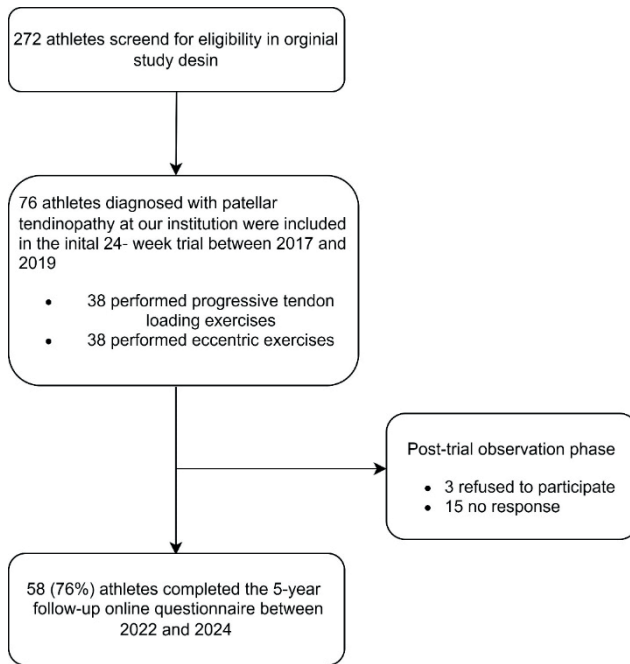 272 athletes screend for eligibility in orginial
study desin
76 athletes diagnosed with patellar
tendinopathy at our institution were included
in the inital 24- week trial between 2017 and
2019
• 38 performed progressive tendon
loading exercises
• 38 performed eccentric exercises
Post-trial observation phase
• 3 refused to participate
• 15 no response
58 (76%) athletes completed the 5-year
follow-up online questionnaire between
2022 and 2024